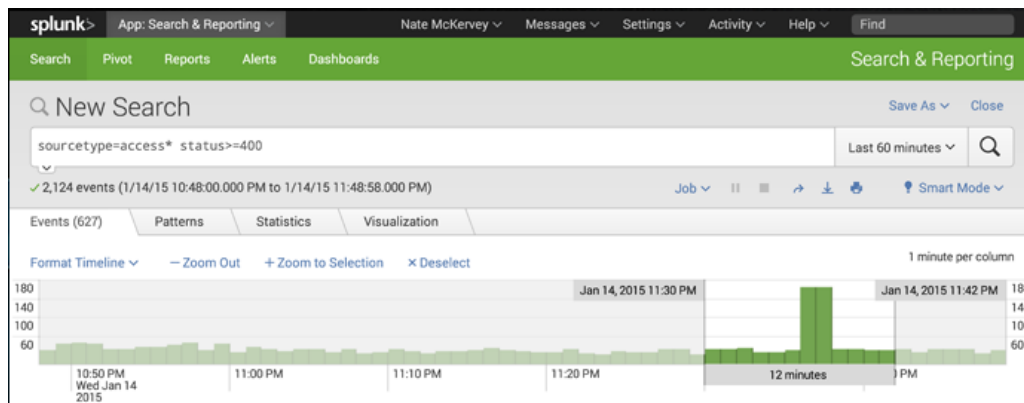 splunk> App: Search & Reporting Nate McKervey Messages Settings Activity Help Find
Search Pivot Reports Alerts Dashboards Search & Reporting
New Search Save As Close
sourcetype=access* status>=400 Last 60 minutes
2,124 events (1/14/15 10:48:00.000 PM to 1/14/15 11:48:58.000 PM) Job Smart Mode
Events (627) Patterns Statistics Visualization
Format Timeline — Zoom Out + Zoom to Selection × Deselect 1 minute per column
Jan 14, 2015 11:30 PM Jan 14, 2015 11:42 PM
180 18
140 14
100 10
60 60
10:50 PM 11:00 PM 11:10 PM 11:20 PM 12 minutes PM
Wed Jan 14
2015